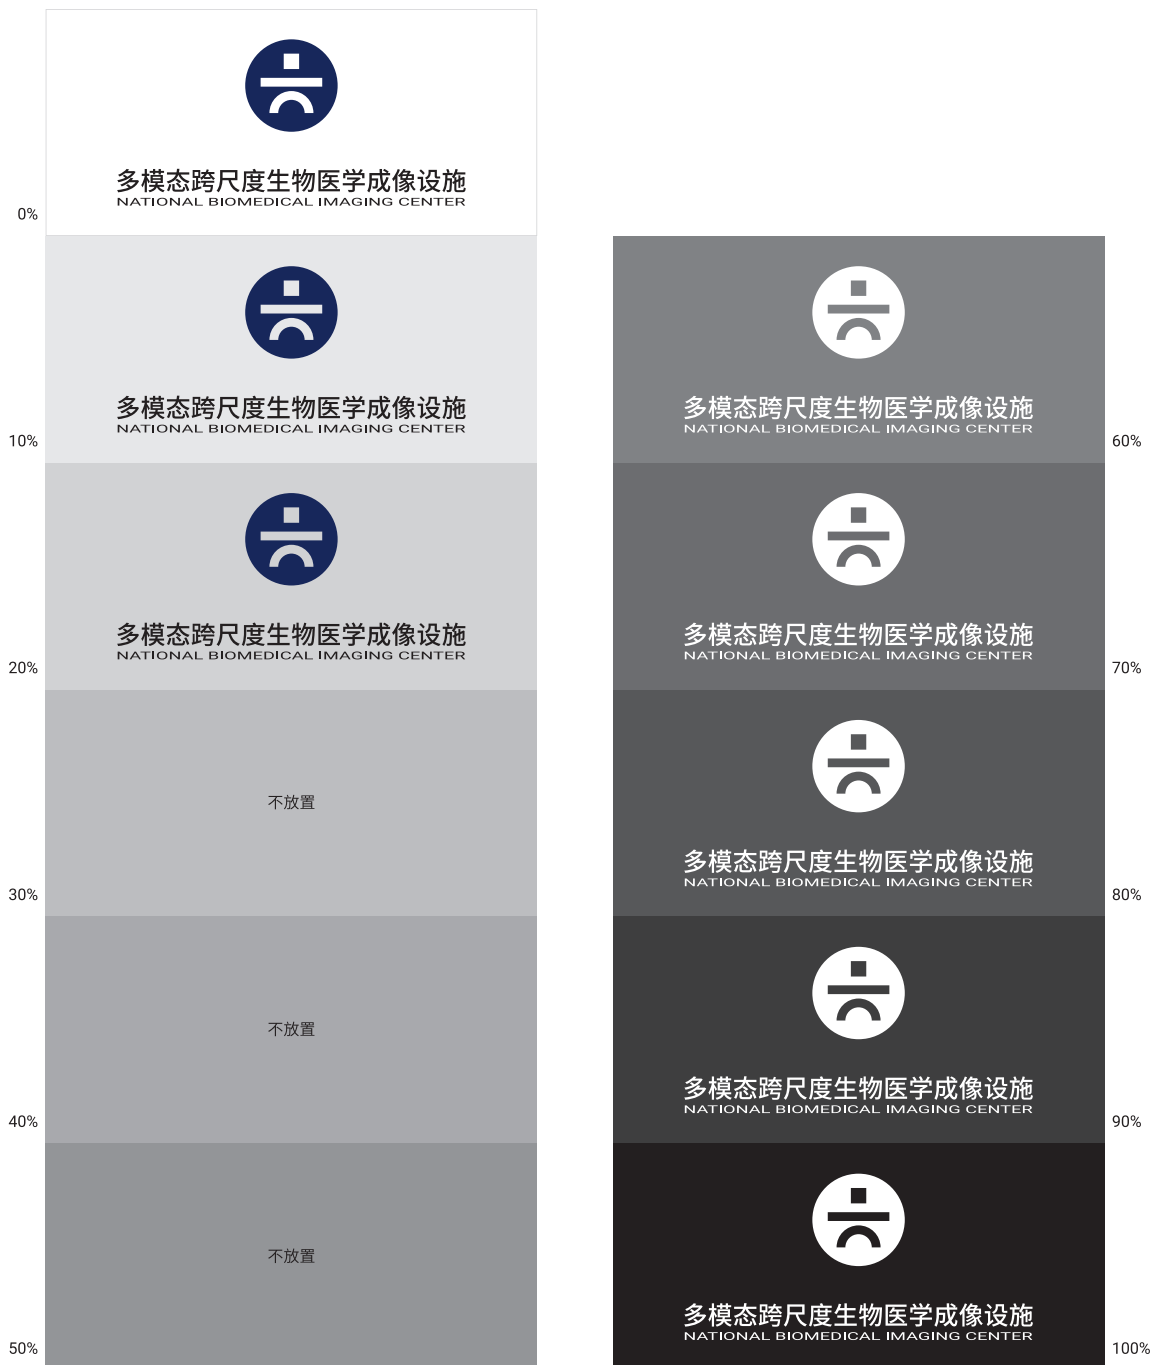 多模态跨尺度生物医学成像设施
NATIONAL BIOMEDICAL IMAGING CENTER
0%
多模态跨尺度生物医学成像设施
NATIONAL BIOMEDICAL IMAGING CENTER
10%
多模态跨尺度生物医学成像设施
NATIONAL BIOMEDICAL IMAGING CENTER
20%
不放置
30%
不放置
40%
不放置
50%
多模态跨尺度生物医学成像设施
NATIONAL BIOMEDICAL IMAGING CENTER
60%
多模态跨尺度生物医学成像设施
NATIONAL BIOMEDICAL IMAGING CENTER
70%
多模态跨尺度生物医学成像设施
NATIONAL BIOMEDICAL IMAGING CENTER
80%
多模态跨尺度生物医学成像设施
NATIONAL BIOMEDICAL IMAGING CENTER
90%
多模态跨尺度生物医学成像设施
NATIONAL BIOMEDICAL IMAGING CENTER
100%